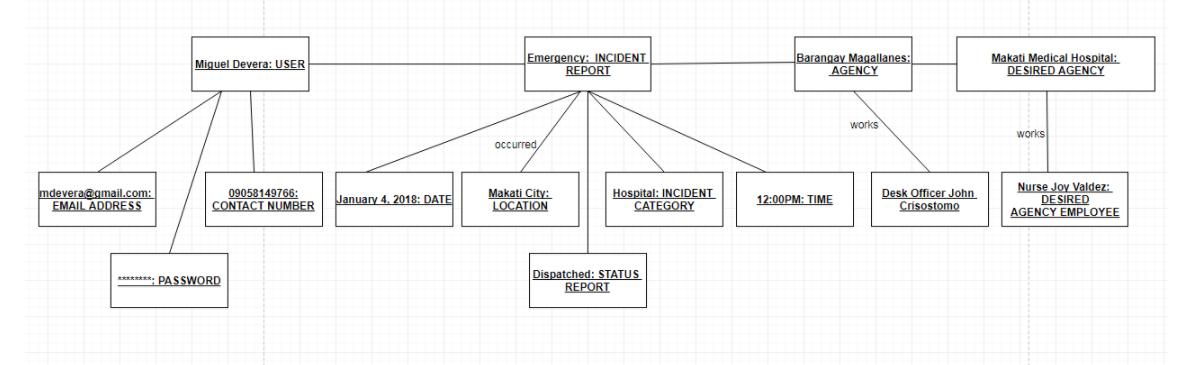 Miguel Devera: USER
Emergency: INCIDENT
REPORT
Barangay Magallanes:
AGENCY
Makati Medical Hospital:
DESIRED AGENCY
occurred
works
works
mdevera@gmail.com:
EMAIL ADDRESS
09058149766:
CONTACT NUMBER
January 4, 2018: DATE
Makati City:
LOCATION
Hospital: INCIDENT
CATEGORY
12:00PM: TIME
Desk Officer John
Crisostomo
Nurse Joy Valdez:
DESIRED
AGENCY EMPLOYEE
********: PASSWORD
Dispatched: STATUS
REPORT